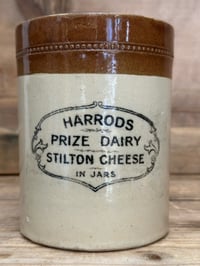 HARRODS
PRIZE DAIRY
STILTON CHEESE
IN JARS